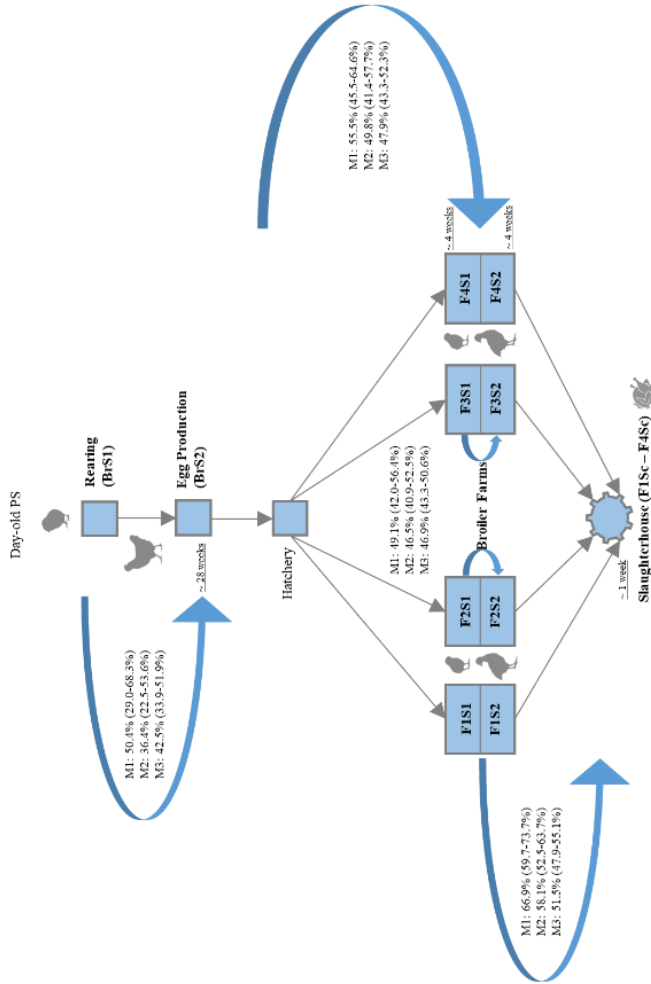 Day-old PS
Rearing
(BrS1)
Egg Production
(BrS2)
~ 28 weeks
M1: 50.4% (29.0-68.3%)
M2: 36.4% (22.5-53.6%)
M3: 42.5% (33.9-51.9%)
Hatchery
M1: 55.5% (45.5-64.6%)
M2: 49.8% (41.4-57.7%)
M3: 47.9% (43.3-52.3%)
M1: 49.1% (42.0-56.4%)
M2: 46.5% (40.9-52.5%)
M3: 46.9% (43.3-50.6%)
Broiler Farms
~ 4 weeks
F1S1
F2S1
F3S1
F4S1
F1S2
F2S2
F3S2
F4S2
~ 4 weeks
M1: 66.9% (59.7-73.7%)
M2: 58.1% (52.5-63.7%)
M3: 51.5% (47.9-55.1%)
~ 1 week
Slaughterhouse (F1Sc – F4Sc)